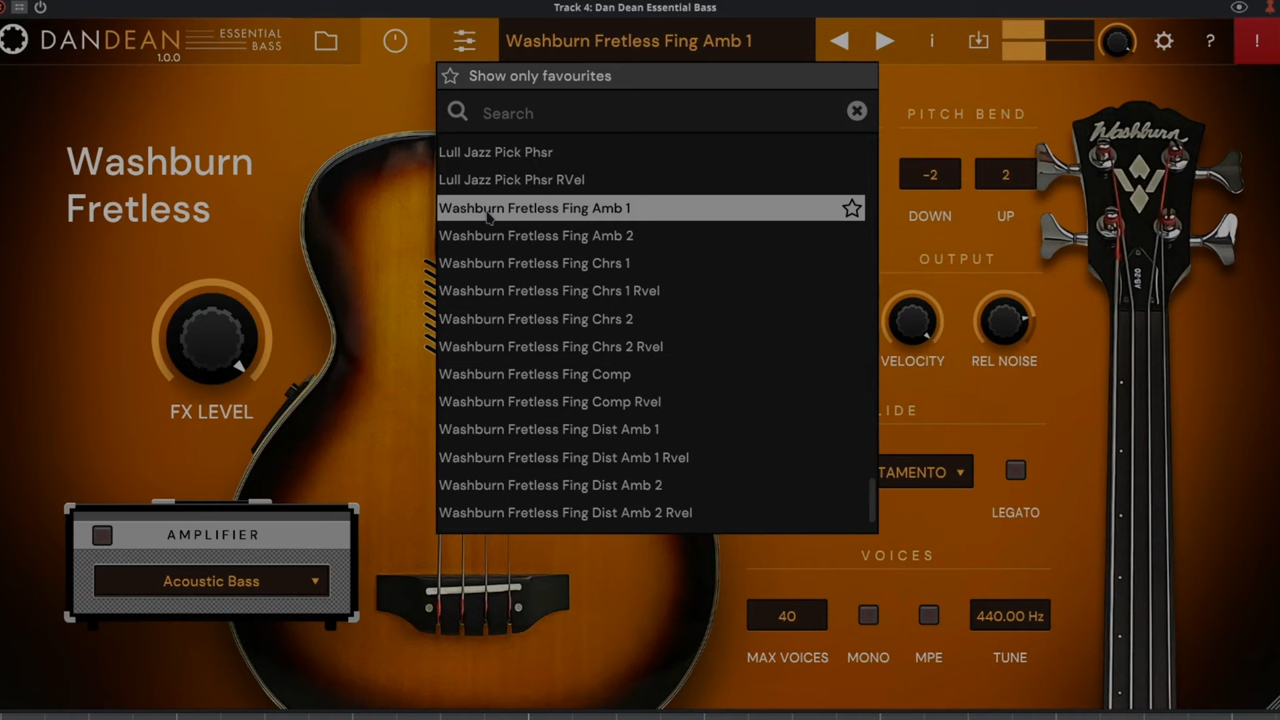 Track 4: Dan Dean Essential Bass
DANDEAN
ESSENTIAL
BASS
1.0.0
Washburn Fretless Fing Amb 1
i
?
!
Show only favourites
Search
Lull Jazz Pick Phsr
Lull Jazz Pick Phsr RVel
Washburn Fretless Fing Amb 1
Washburn Fretless Fing Amb 2
Washburn Fretless Fing Chrs 1
Washburn Fretless Fing Chrs 1 Rvel
Washburn Fretless Fing Chrs 2
Washburn Fretless Fing Chrs 2 Rvel
Washburn Fretless Fing Comp
Washburn Fretless Fing Comp Rvel
Washburn Fretless Fing Dist Amb 1
Washburn Fretless Fing Dist Amb 1 Rvel
Washburn Fretless Fing Dist Amb 2
Washburn Fretless Fing Dist Amb 2 Rvel
Washburn
Fretless
FX LEVEL
AMPLIFIER
Acoustic Bass
PITCH BEND
-2
2
DOWN
UP
OUTPUT
VELOCITY
REL NOISE
LIDE
TAMENTO
LEGATO
VOICES
40
440.00 Hz
MAX VOICES
MONO
MPE
TUNE
Washburn
AB-20